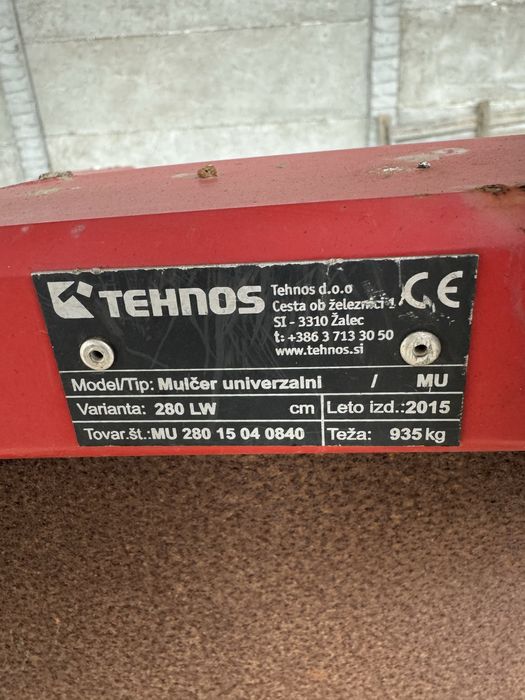 TEHNOS
Tehnos d.o.o
Cesta ob železnici 1
SI - 3310 Žalec
t: +386 3 713 30 50
www.tehnos.si
CE
Model/Tip: Mulčer univerzalni / MU
Varianta: 280 LW cm Leto izd.:2015
Tovar.št.:MU 280 15 04 0840 Teža: 935 kg